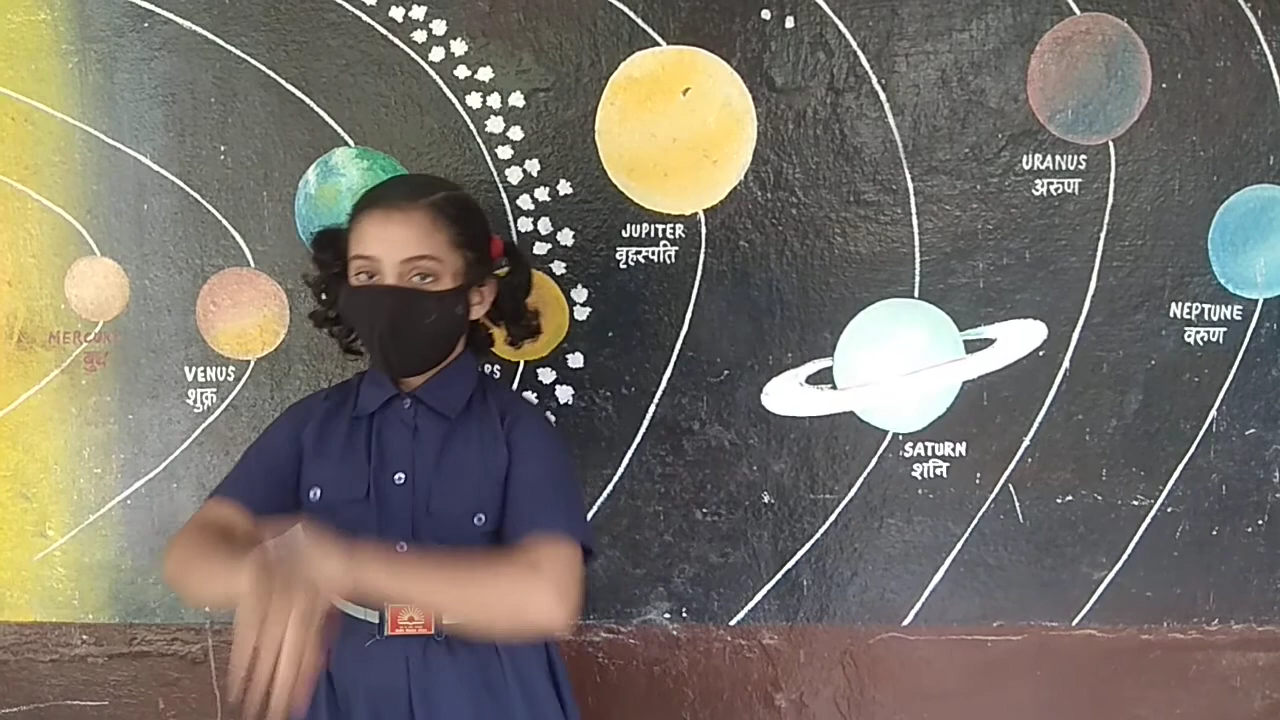 MERCURY
बुध
VENUS
शुक्र
JUPITER
वृहस्पति
SATURN
शनि
URANUS
अरुण
NEPTUNE
वरुण